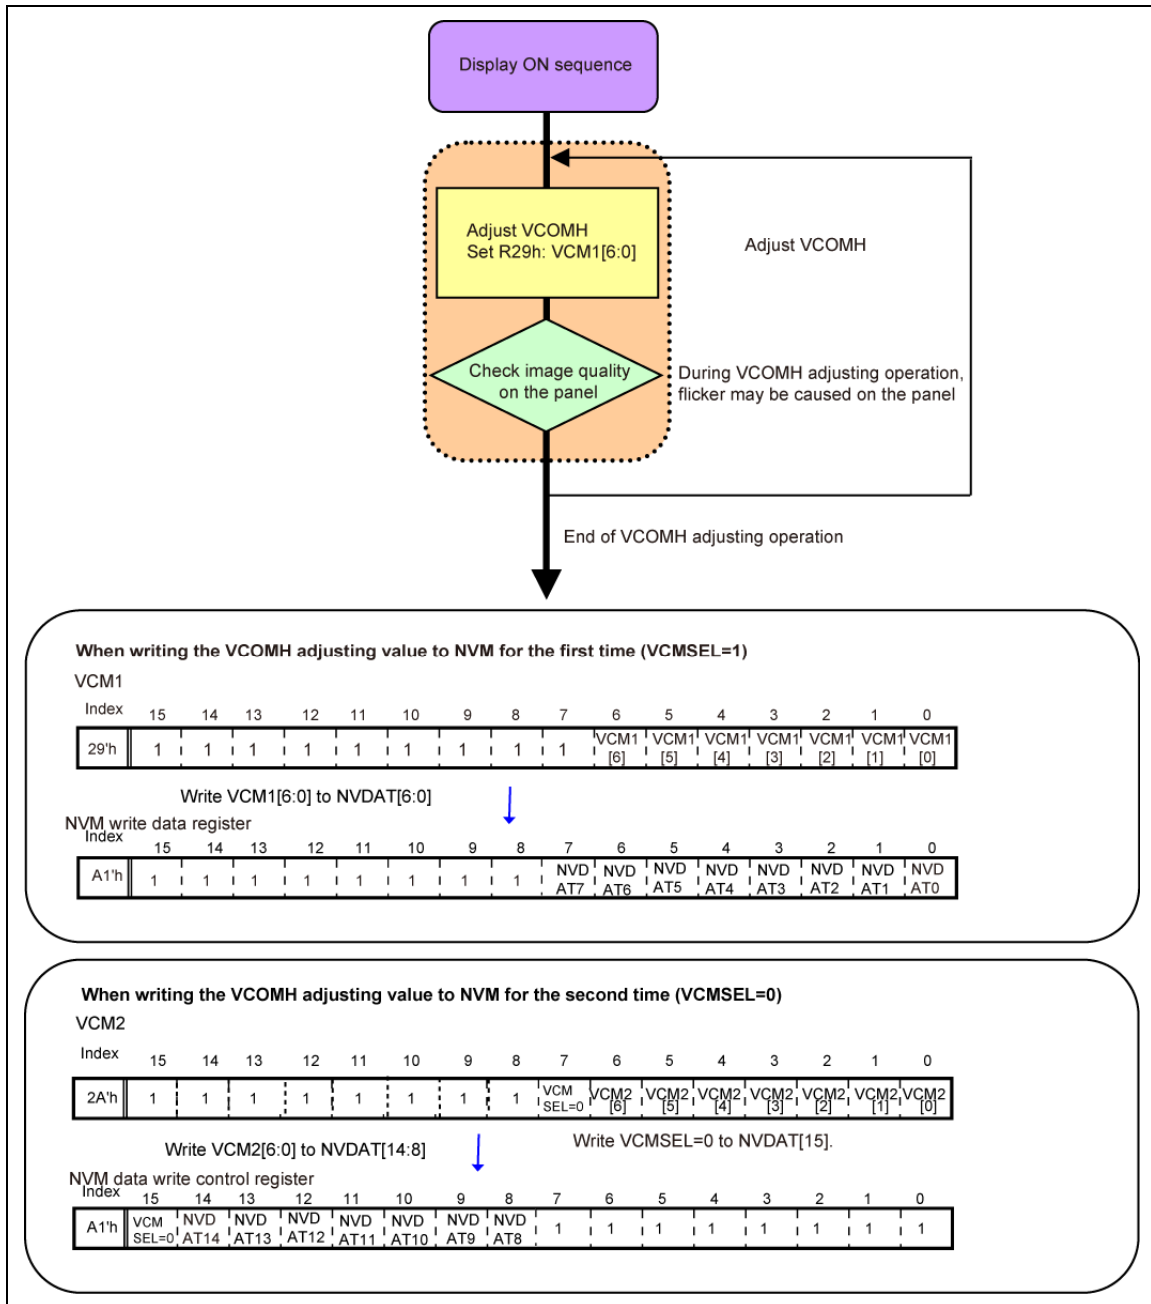 Display ON sequence
Adjust VCOMH
Set R29h: VCM1[6:0]
Adjust VCOMH
Check image quality
on the panel
During VCOMH adjusting operation,
flicker may be caused on the panel
End of VCOMH adjusting operation
When writing the VCOMH adjusting value to NVM for the first time (VCMSEL=1)
VCM1
Index 15 14 13 12 11 10 9 8 7 6 5 4 3 2 1 0
29'h 1 1 1 1 1 1 1 1 1 VCM1 VCM1 VCM1 VCM1 VCM1 VCM1 VCM1
[6] [5] [4] [3] [2] [1] [0]
Write VCM1[6:0] to NVDAT[6:0]
NVM write data register
Index 15 14 13 12 11 10 9 8 7 6 5 4 3 2 1 0
A1'h 1 1 1 1 1 1 1 1 NVD NVD NVD NVD NVD NVD NVD NVD
AT7 AT6 AT5 AT4 AT3 AT2 AT1 AT0
When writing the VCOMH adjusting value to NVM for the second time (VCMSEL=0)
VCM2
Index 15 14 13 12 11 10 9 8 7 6 5 4 3 2 1 0
2A'h 1 1 1 1 1 1 1 1 VCM VCM2 VCM2 VCM2 VCM2 VCM2 VCM2 VCM2
SEL=0 [6] [5] [4] [3] [2] [1] [0]
Write VCM2[6:0] to NVDAT[14:8] Write VCMSEL=0 to NVDAT[15].
NVM data write control register
Index 15 14 13 12 11 10 9 8 7 6 5 4 3 2 1 0
A1'h VCM NVD NVD NVD NVD NVD NVD NVD 1 1 1 1 1 1 1 1
SEL=0 AT14 AT13 AT12 AT11 AT10 AT9 AT8